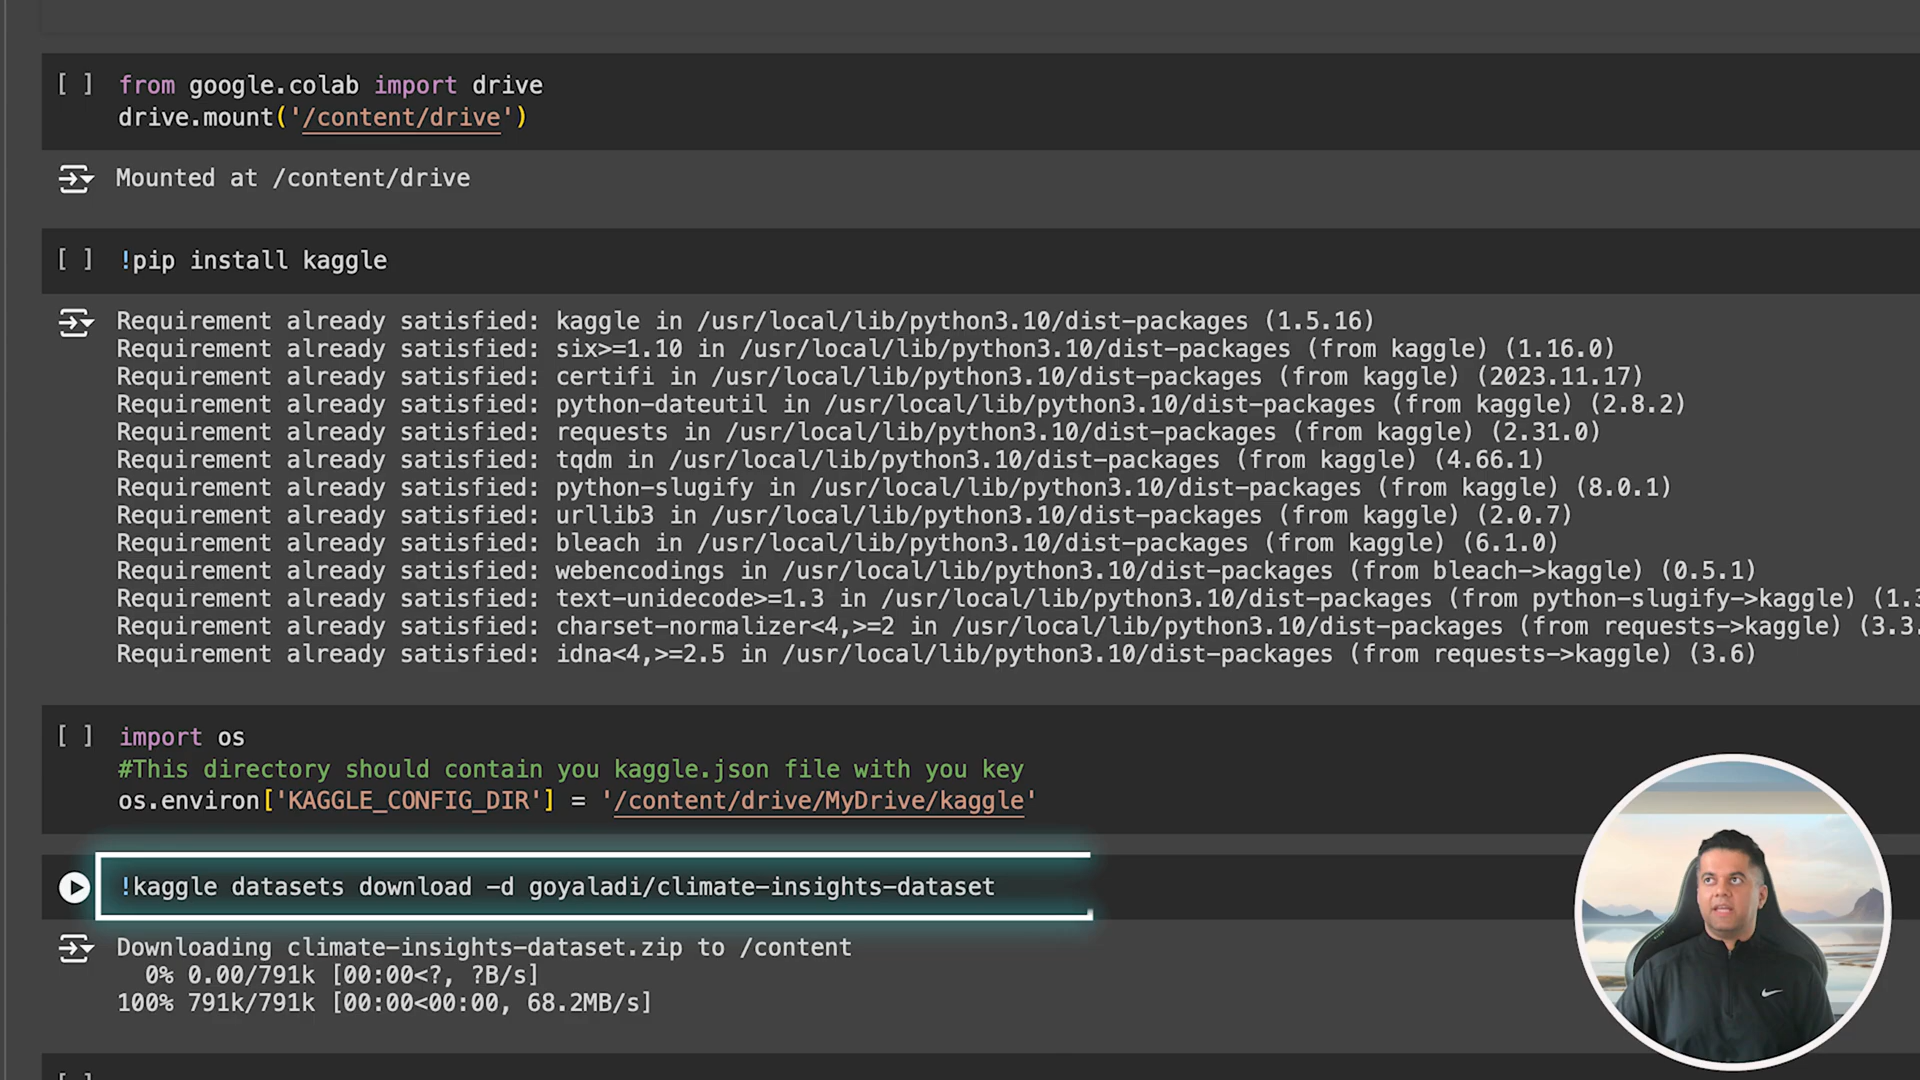 [ ] from google.colab import drive
drive.mount('/content/drive')
Mounted at /content/drive
[ ] !pip install kaggle
Requirement already satisfied: kaggle in /usr/local/lib/python3.10/dist-packages (1.5.16)
Requirement already satisfied: six>=1.10 in /usr/local/lib/python3.10/dist-packages (from kaggle) (1.16.0)
Requirement already satisfied: certifi in /usr/local/lib/python3.10/dist-packages (from kaggle) (2023.11.17)
Requirement already satisfied: python-dateutil in /usr/local/lib/python3.10/dist-packages (from kaggle) (2.8.2)
Requirement already satisfied: requests in /usr/local/lib/python3.10/dist-packages (from kaggle) (2.31.0)
Requirement already satisfied: tqdm in /usr/local/lib/python3.10/dist-packages (from kaggle) (4.66.1)
Requirement already satisfied: python-slugify in /usr/local/lib/python3.10/dist-packages (from kaggle) (8.0.1)
Requirement already satisfied: urllib3 in /usr/local/lib/python3.10/dist-packages (from kaggle) (2.0.7)
Requirement already satisfied: bleach in /usr/local/lib/python3.10/dist-packages (from kaggle) (6.1.0)
Requirement already satisfied: webencodings in /usr/local/lib/python3.10/dist-packages (from bleach->kaggle) (0.5.1)
Requirement already satisfied: text-unidecode>=1.3 in /usr/local/lib/python3.10/dist-packages (from python-slugify->kaggle) (1.3
Requirement already satisfied: charset-normalizer<4,>=2 in /usr/local/lib/python3.10/dist-packages (from requests->kaggle) (3.3.
Requirement already satisfied: idna<4,>=2.5 in /usr/local/lib/python3.10/dist-packages (from requests->kaggle) (3.6)
[ ] import os
#This directory should contain you kaggle.json file with you key
os.environ['KAGGLE_CONFIG_DIR'] = '/content/drive/MyDrive/kaggle'
!kaggle datasets download -d goyaladi/climate-insights-dataset
Downloading climate-insights-dataset.zip to /content
0% 0.00/791k [00:00<?, ?B/s]
100% 791k/791k [00:00<00:00, 68.2MB/s]